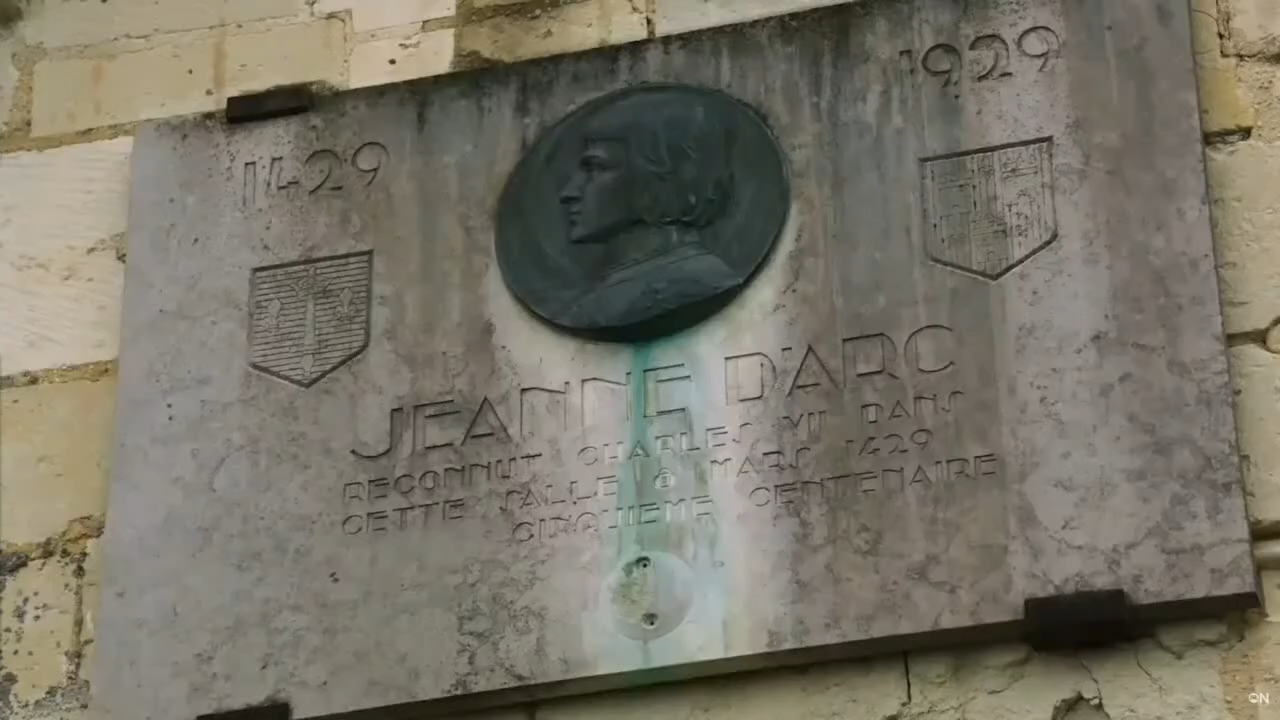 1429
1929
JEANNE D'ARC
RECONNUT CHARLES VII DANS
CETTE SALLE 8 MARS 1429
CINQUIEME CENTENAIRE